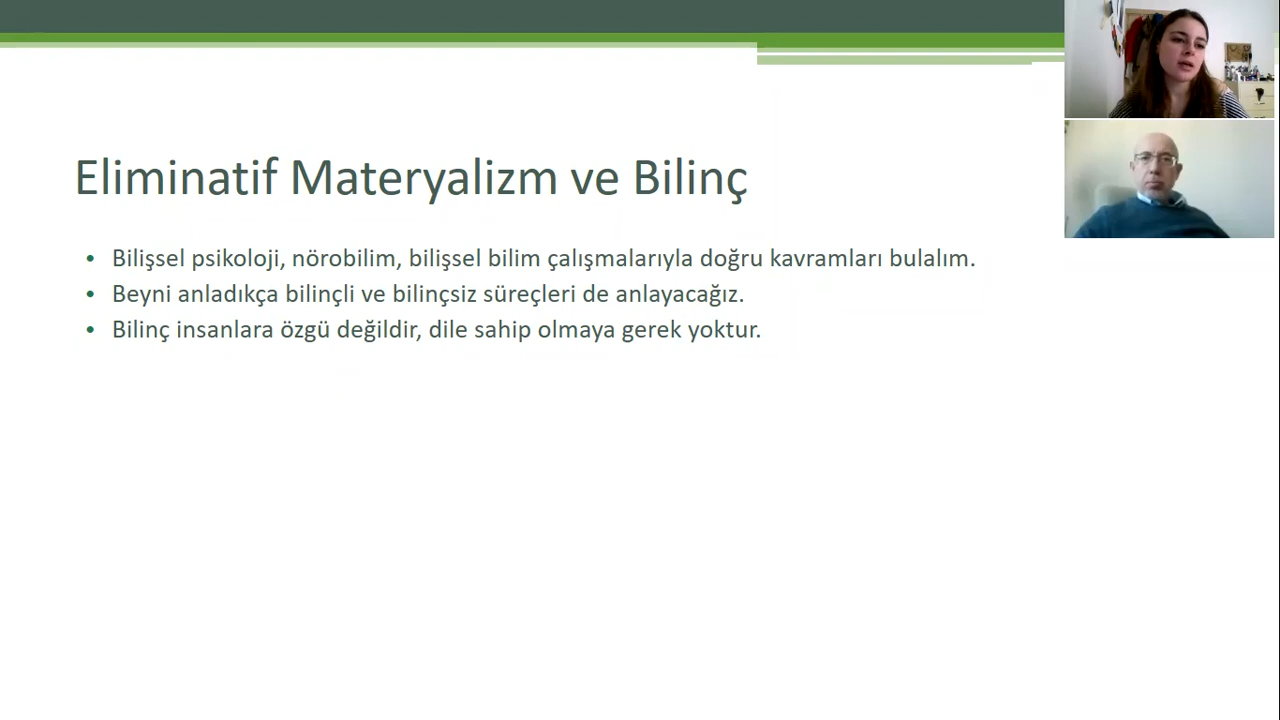 Eliminatif Materyalizm ve Bilinç
• Bilişsel psikoloji, nörobilim, bilişsel bilim çalışmalarıyla doğru kavramları bulalım.
• Beyni anladıkça bilinçli ve bilinçsiz süreçleri de anlayacağız.
• Bilinç insanlara özgü değildir, dile sahip olmaya gerek yoktur.